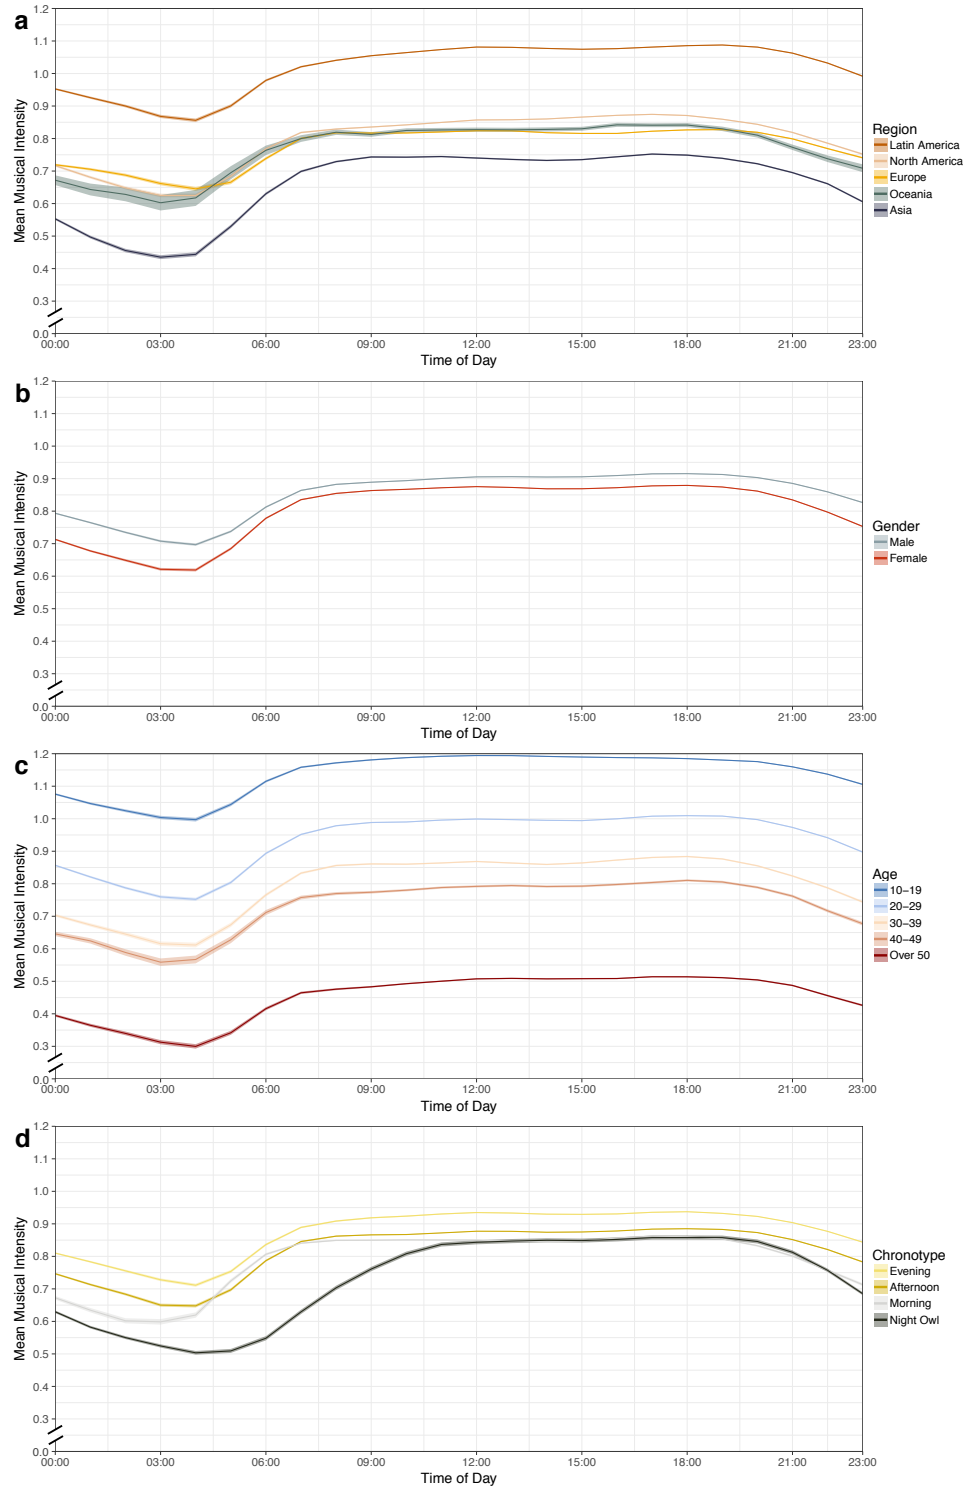 a
1.2
1.1
1.0
0.9
0.8
0.7
0.6
0.5
0.4
0.3
0.0
Mean Musical Intensity
00:00 03:00 06:00 09:00 12:00 15:00 18:00 21:00 23:00
Time of Day
Region
Latin America
North America
Europe
Oceania
Asia
b
1.2
1.1
1.0
0.9
0.8
0.7
0.6
0.5
0.4
0.3
0.0
Mean Musical Intensity
00:00 03:00 06:00 09:00 12:00 15:00 18:00 21:00 23:00
Time of Day
Gender
Male
Female
c
1.2
1.1
1.0
0.9
0.8
0.7
0.6
0.5
0.4
0.3
0.0
Mean Musical Intensity
00:00 03:00 06:00 09:00 12:00 15:00 18:00 21:00 23:00
Time of Day
Age
10–19
20–29
30–39
40–49
Over 50
d
1.2
1.1
1.0
0.9
0.8
0.7
0.6
0.5
0.4
0.3
0.0
Mean Musical Intensity
00:00 03:00 06:00 09:00 12:00 15:00 18:00 21:00 23:00
Time of Day
Chronotype
Evening
Afternoon
Morning
Night Owl